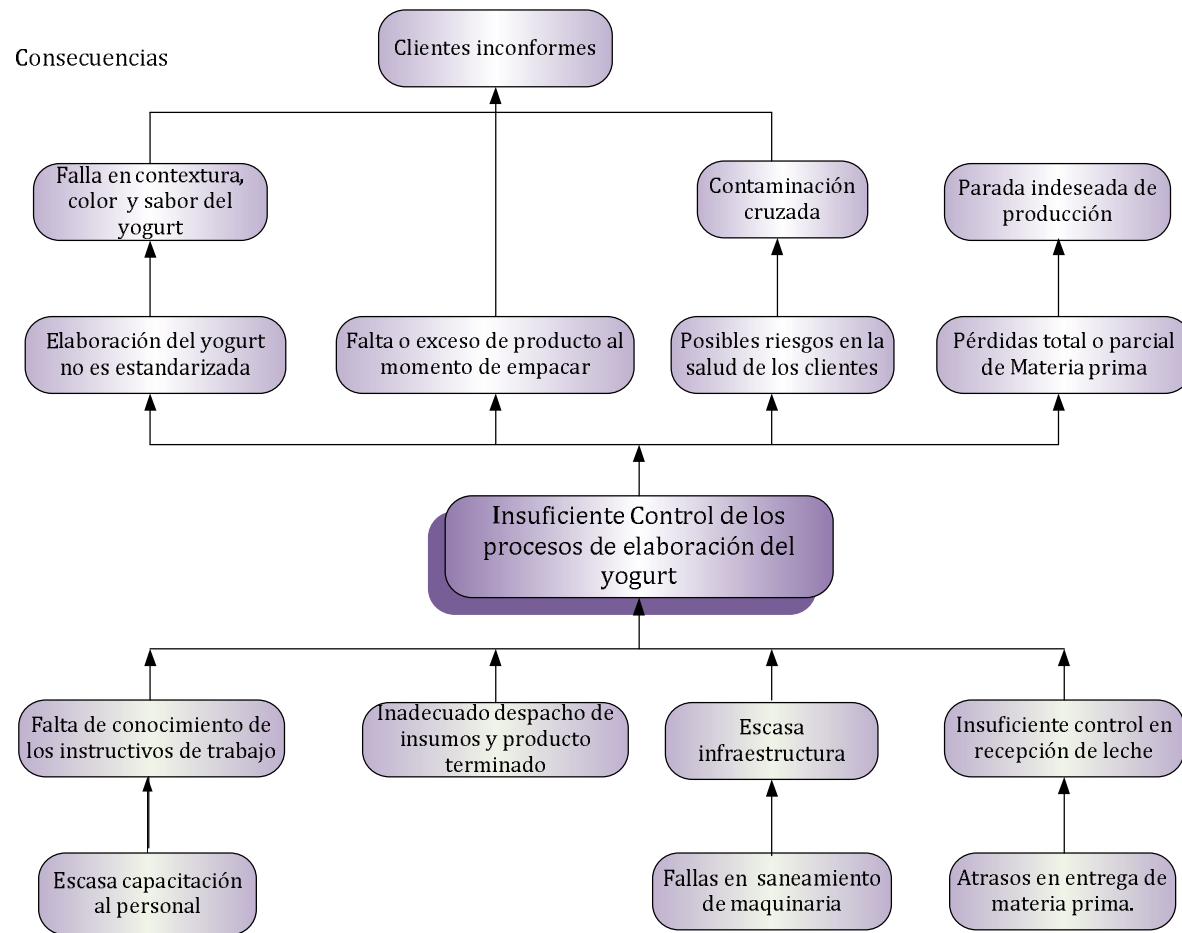 Clientes inconformes
Consecuencias
Falla en contextura,
color y sabor del
yogurt
Contaminación
cruzada
Parada indeseada de
producción
Elaboración del yogurt
no es estandarizada
Falta o exceso de producto al
momento de empacar
Posibles riesgos en la
salud de los clientes
Pérdidas total o parcial
de Materia prima
Insuficiente Control de los
procesos de elaboración del
yogurt
Falta de conocimiento de
los instructivos de trabajo
Inadecuado despacho de
insumos y producto
terminado
Escasa
infraestructura
Insuficiente control en
recepción de leche
Escasa capacitación
al personal
Fallas en saneamiento
de maquinaria
Atrasos en entrega de
materia prima.